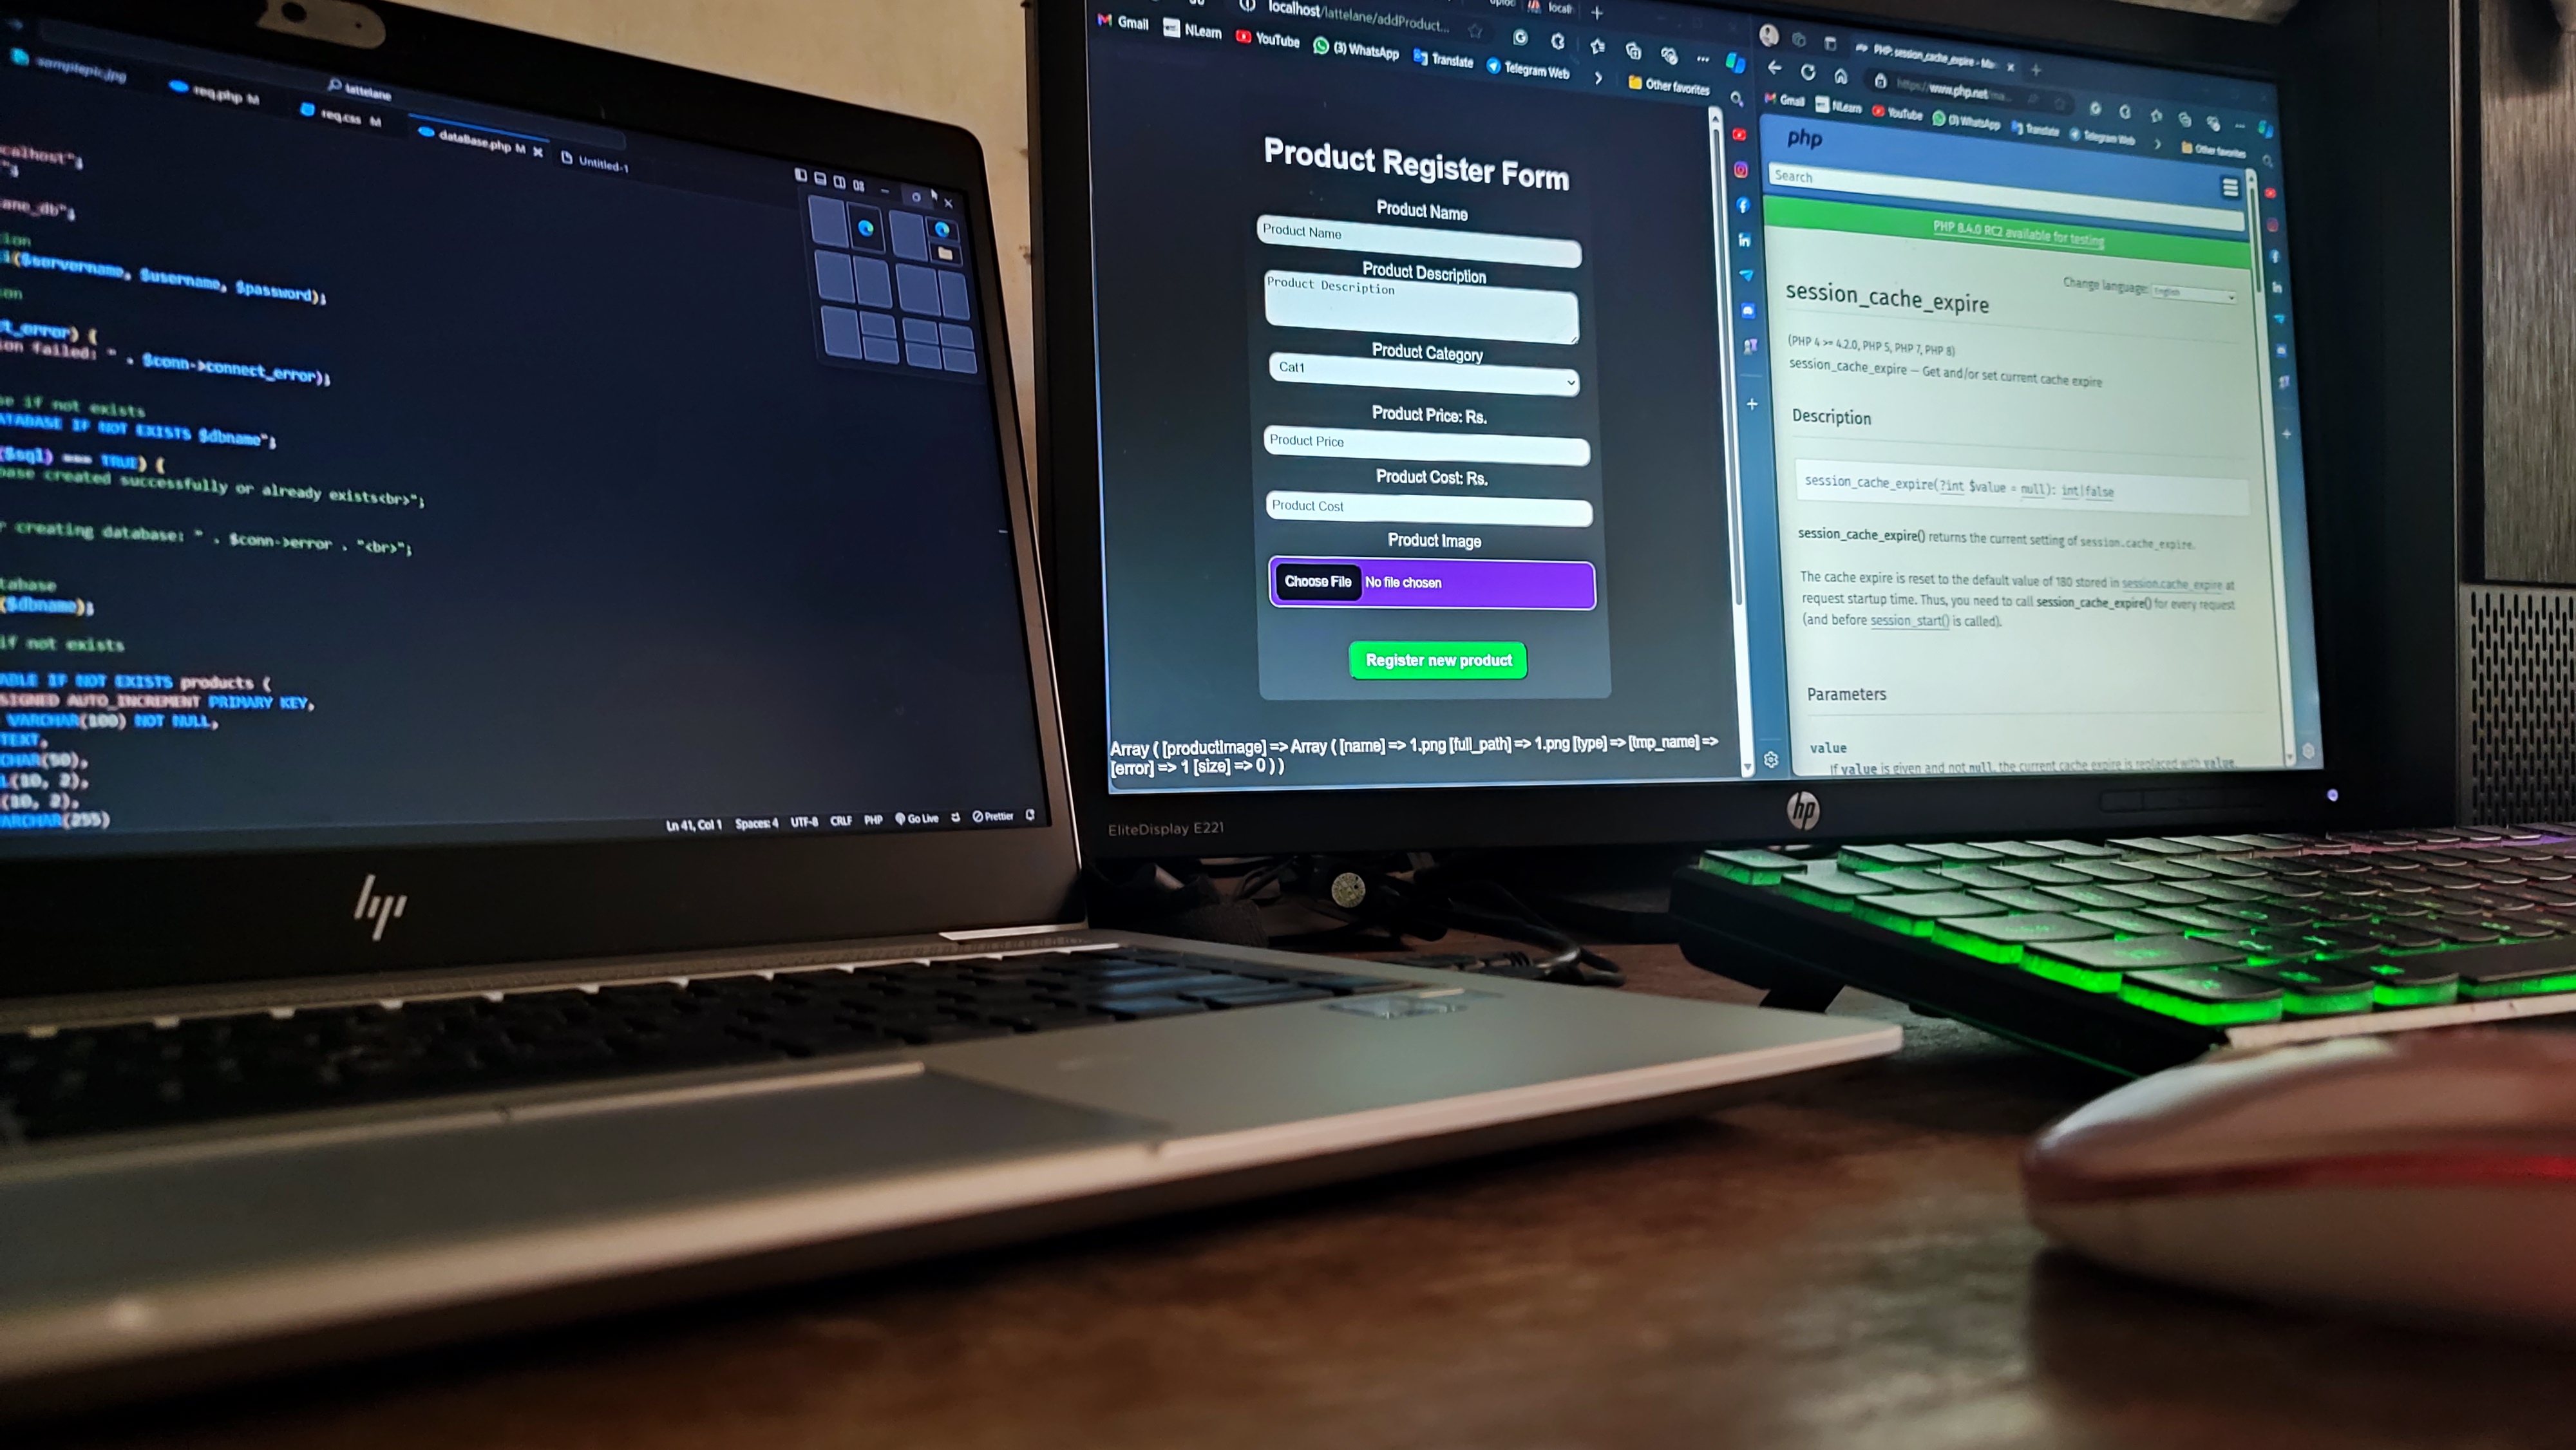 samplepic.jpg
req.php M
req.css M
dataBase.php M
Untitled-1
lattelane
calhost";
";
ane_db";
ion
i($servername, $username, $password);
on
t_error) {
ion failed: " . $conn->connect_error);
se if not exists
ATABASE IF NOT EXISTS $dbname";
($sql) === TRUE) {
base created successfully or already exists<br>";
r creating database: " . $conn->error . "<br>";
tabase
($dbname);
if not exists
ABLE IF NOT EXISTS products (
SIGNED AUTO_INCREMENT PRIMARY KEY,
VARCHAR(100) NOT NULL,
TEXT,
CHAR(50),
L(10, 2),
(10, 2),
ARCHAR(255)
Ln 41, Col 1 Spaces: 4 UTF-8 CRLF PHP Go Live Prettier
hp
localhost/lattelane/addProduct...
Gmail NLearn YouTube (3) WhatsApp Translate Telegram Web Other favorites
Product Register Form
Product Name
Product Name
Product Description
Product Description
Product Category
Cat1
Product Price: Rs.
Product Price
Product Cost: Rs.
Product Cost
Product Image
Choose File No file chosen
Register new product
Array ( [productImage] => Array ( [name] => 1.png [full_path] => 1.png [type] => [tmp_name] =>
[error] => 1 [size] => 0 ) )
PHP: session_cache_expire - Ma
https://www.php.net/ma...
Gmail NLearn YouTube (3) WhatsApp Translate Telegram Web Other favorites
php
Search
PHP 8.4.0 RC2 available for testing
Change language: English
session_cache_expire
(PHP 4 >= 4.2.0, PHP 5, PHP 7, PHP 8)
session_cache_expire — Get and/or set current cache expire
Description
session_cache_expire(?int $value = null): int|false
session_cache_expire() returns the current setting of session.cache_expire.
The cache expire is reset to the default value of 180 stored in session.cache_expire at
request startup time. Thus, you need to call session_cache_expire() for every request
(and before session_start() is called).
Parameters
value
If value is given and not null, the current cache expire is replaced with value.
EliteDisplay E221
hp